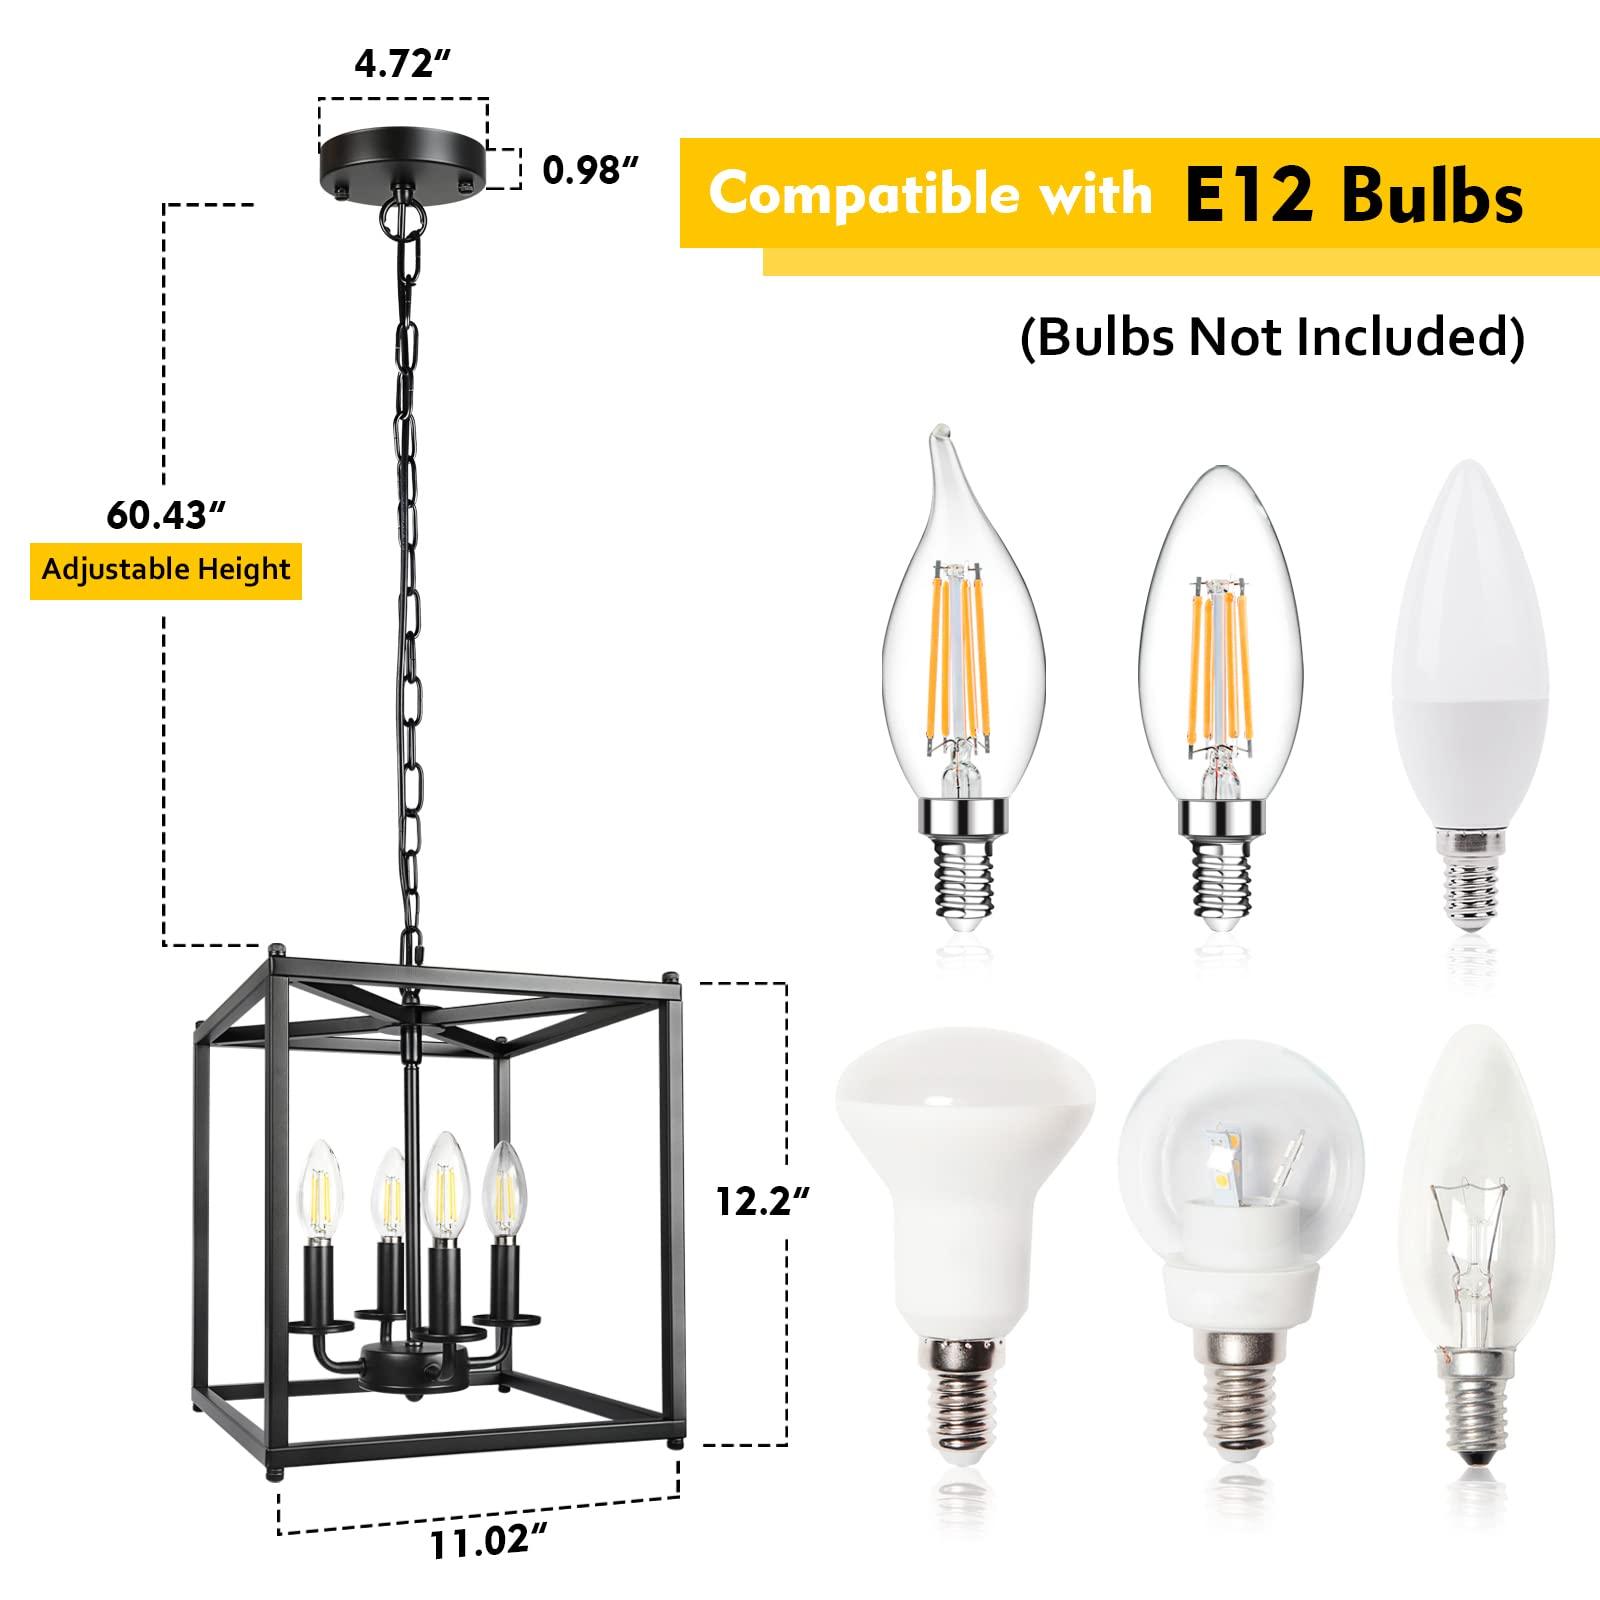 4.72"
0.98"
Compatible with E12 Bulbs
(Bulbs Not Included)
60.43"
Adjustable Height
12.2"
11.02"